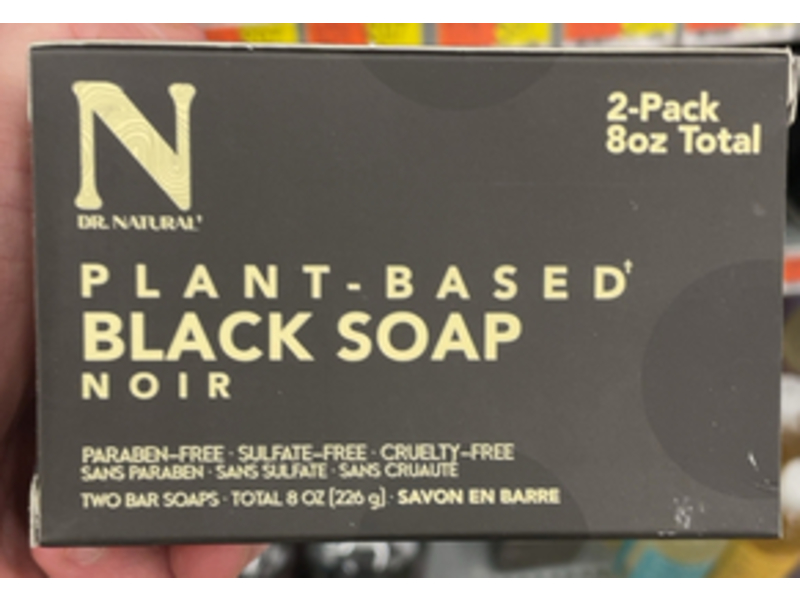 N
DR. NATURAL
2-Pack
8oz Total
PLANT-BASED†
BLACK SOAP
NOIR
PARABEN-FREE · SULFATE-FREE · CRUELTY-FREE
SANS PARABEN · SANS SULFATE · SANS CRUAUTÉ
TWO BAR SOAPS · TOTAL 8 OZ [226 g] · SAVON EN BARRE